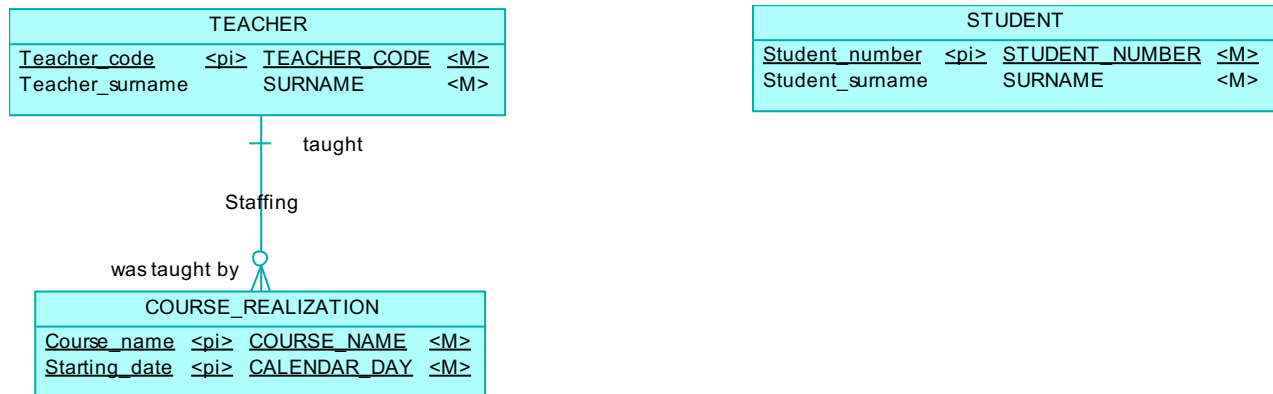 TEACHER
Teacher_code <pi> TEACHER_CODE <M>
Teacher_surname SURNAME <M>
STUDENT
Student_number <pi> STUDENT_NUMBER <M>
Student_surname SURNAME <M>
taught
Staffing
was taught by
COURSE_REALIZATION
Course_name <pi> COURSE_NAME <M>
Starting_date <pi> CALENDAR_DAY <M>